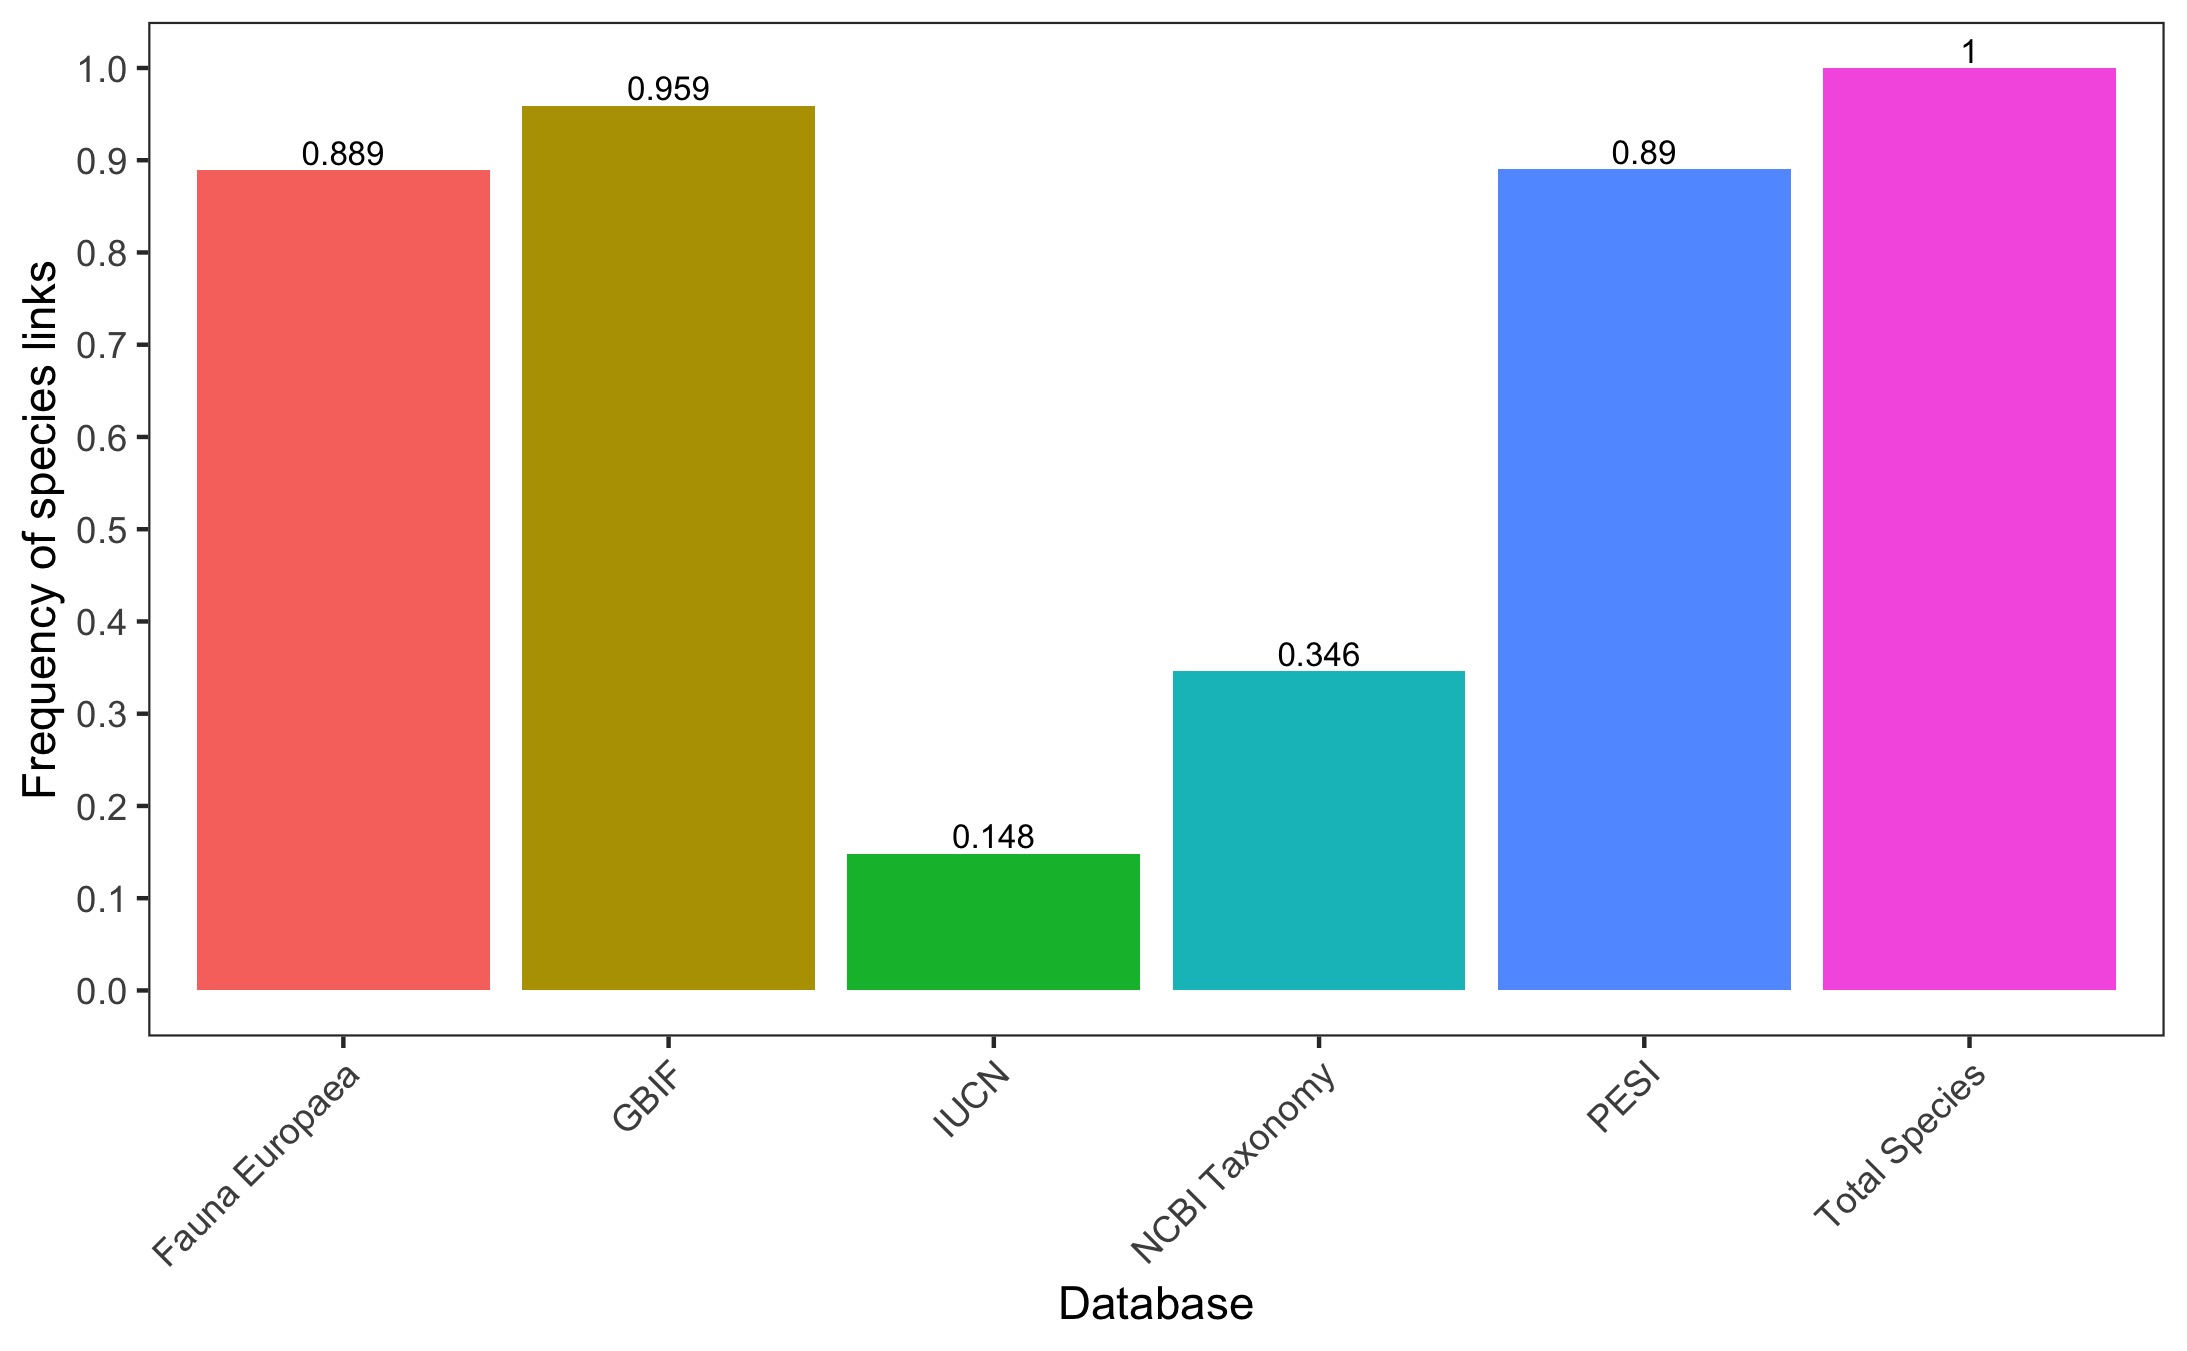 Frequency of species links
1.0
0.9
0.8
0.7
0.6
0.5
0.4
0.3
0.2
0.1
0.0
0.889
0.959
0.148
0.346
0.89
1
Fauna Europaea
GBIF
IUCN
NCBI Taxonomy
PESI
Total Species
Database